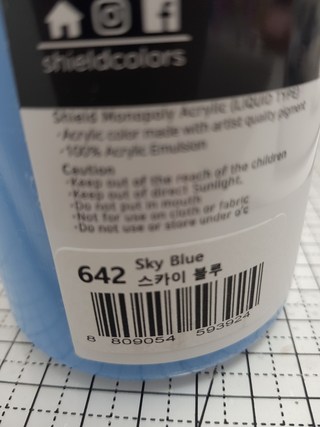 shieldcolors
Shield Monopoly Acrylic (LIQUID TYPE)
·Acrylic color made with artist quality pigment
·100% Acrylic Emulsion
Caution
·Keep out of the reach of the children
·Keep out of direct Sunlight,
·Do not put in mouth
·Not for use on cloth or fabric
·Do not use or store under 0℃
642 Sky Blue
스카이 블루
8 809054 593924